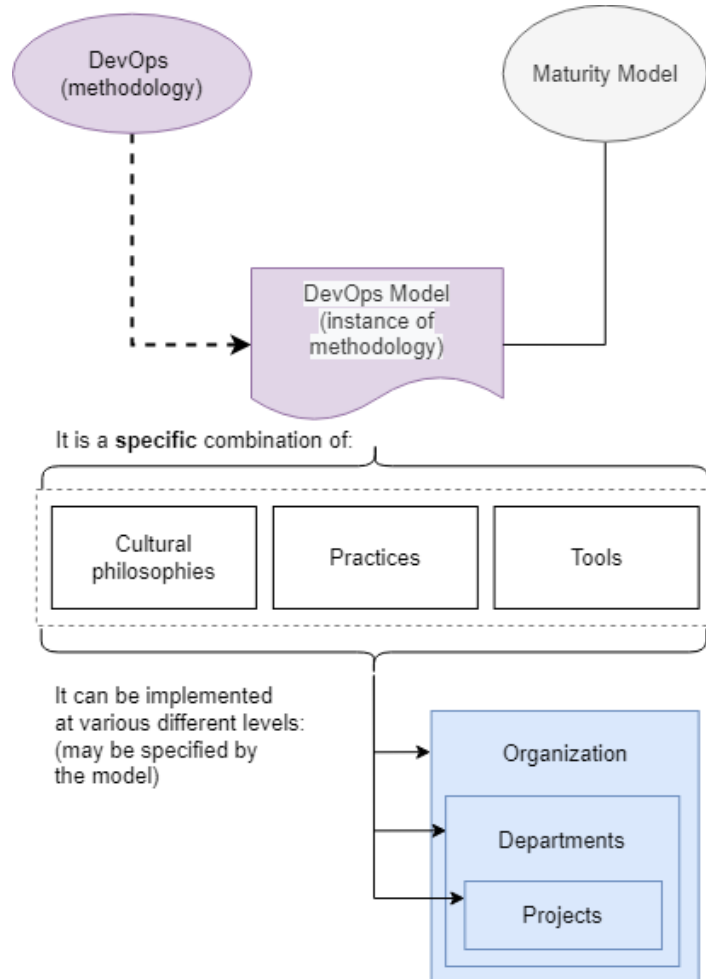 DevOps
(methodology)
Maturity Model
DevOps Model
(instance of
methodology)
It is a specific combination of:
Cultural
philosophies
Practices
Tools
It can be implemented
at various different levels:
(may be specified by
the model)
Organization
Departments
Projects